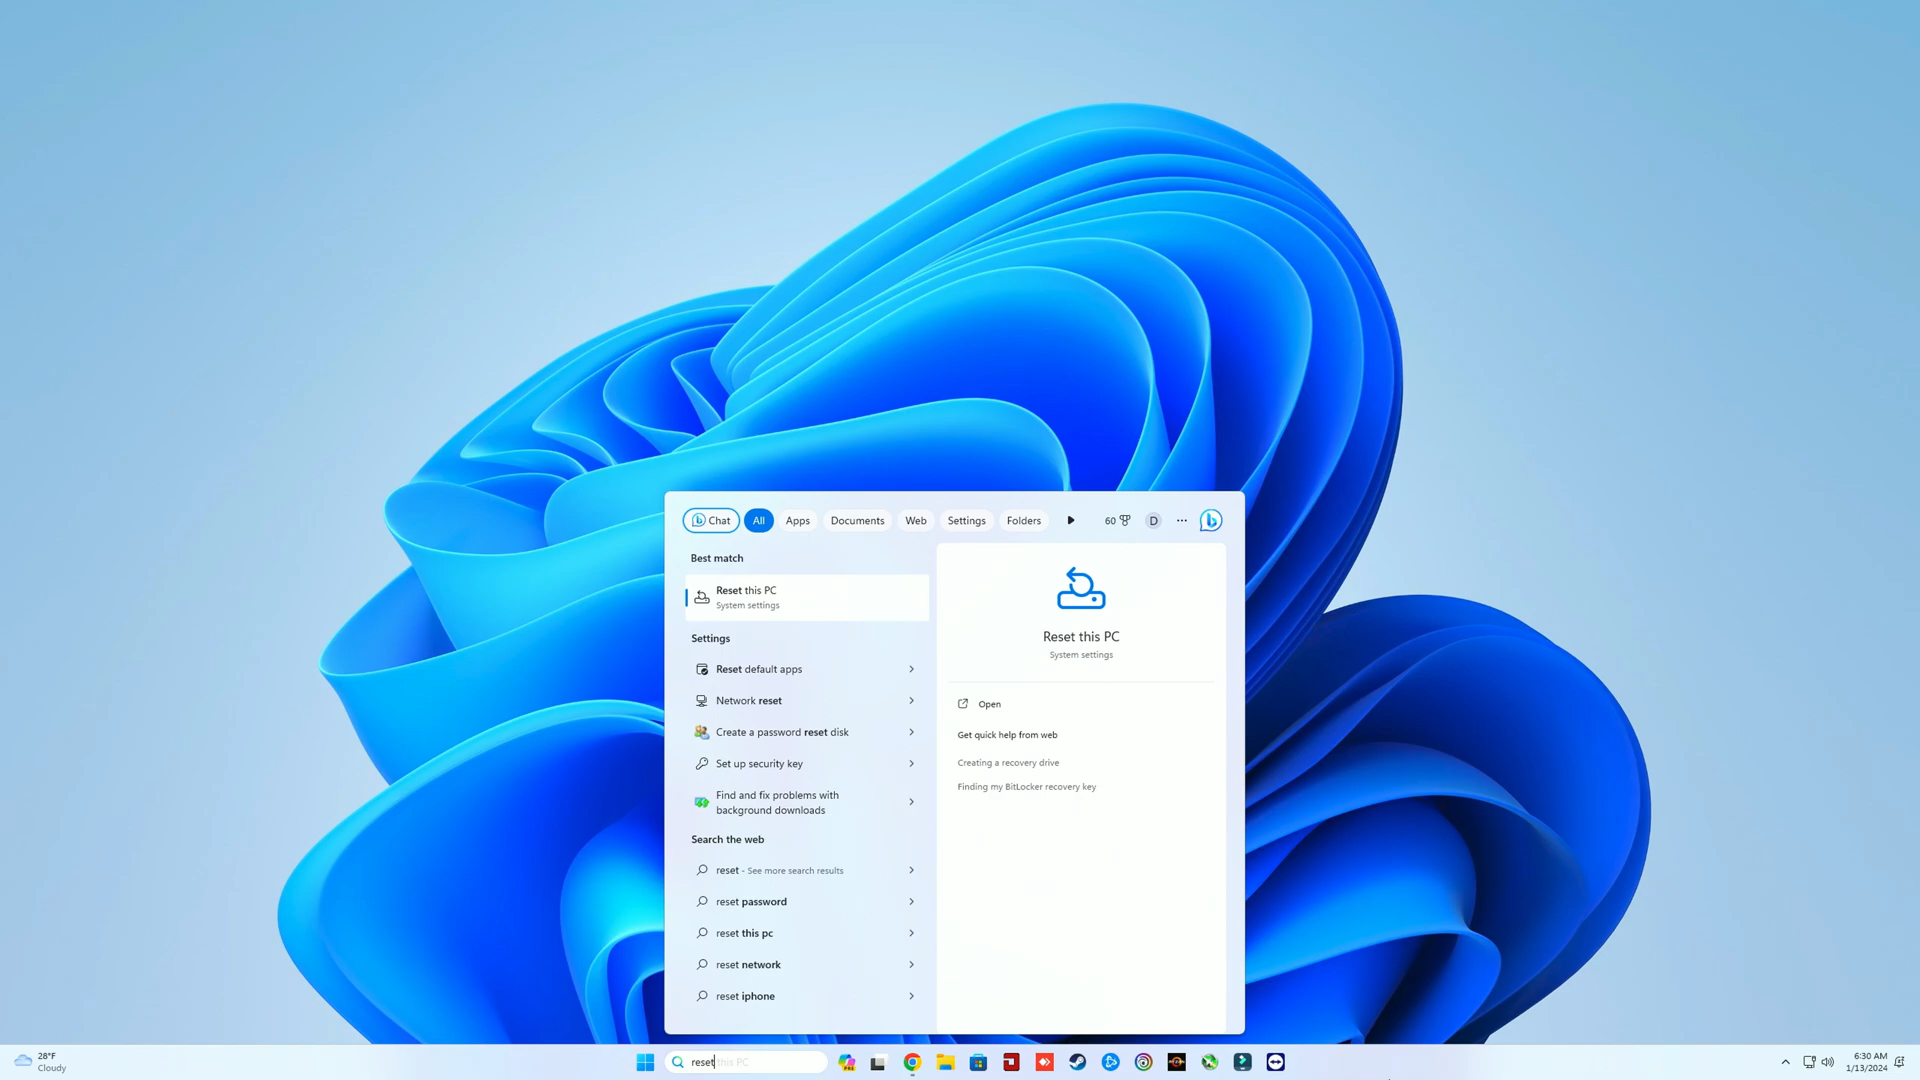 Chat
All
Apps
Documents
Web
Settings
Folders
60
D
Best match
Reset this PC
System settings
Settings
Reset default apps
Network reset
Create a password reset disk
Set up security key
Find and fix problems with
background downloads
Search the web
reset - See more search results
reset password
reset this pc
reset network
reset iphone
Reset this PC
System settings
Open
Get quick help from web
Creating a recovery drive
Finding my BitLocker recovery key
28°F
Cloudy
reset this PC
PRE
6:30 AM
1/13/2024